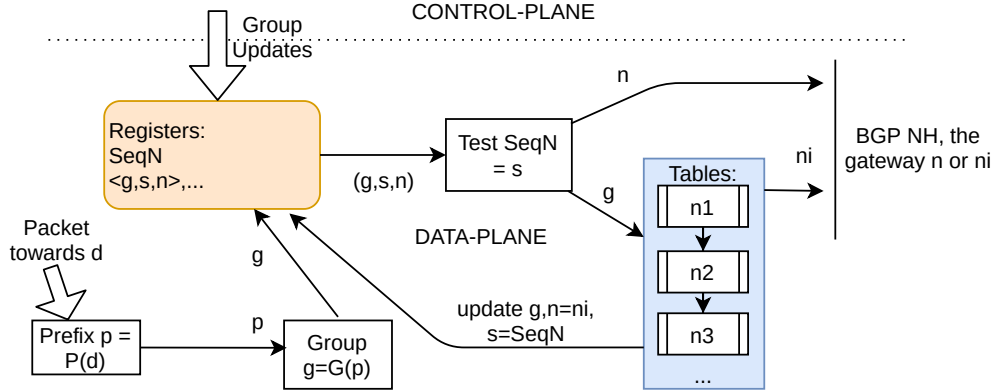 CONTROL-PLANE
Group
Updates
Registers:
SeqN
<g,s,n>,...
(g,s,n)
Test SeqN
= s
n
g
Tables:
n1
n2
n3
...
ni
BGP NH, the
gateway n or ni
DATA-PLANE
Packet
towards d
Prefix p =
P(d)
p
Group
g=G(p)
g
update g,n=ni,
s=SeqN